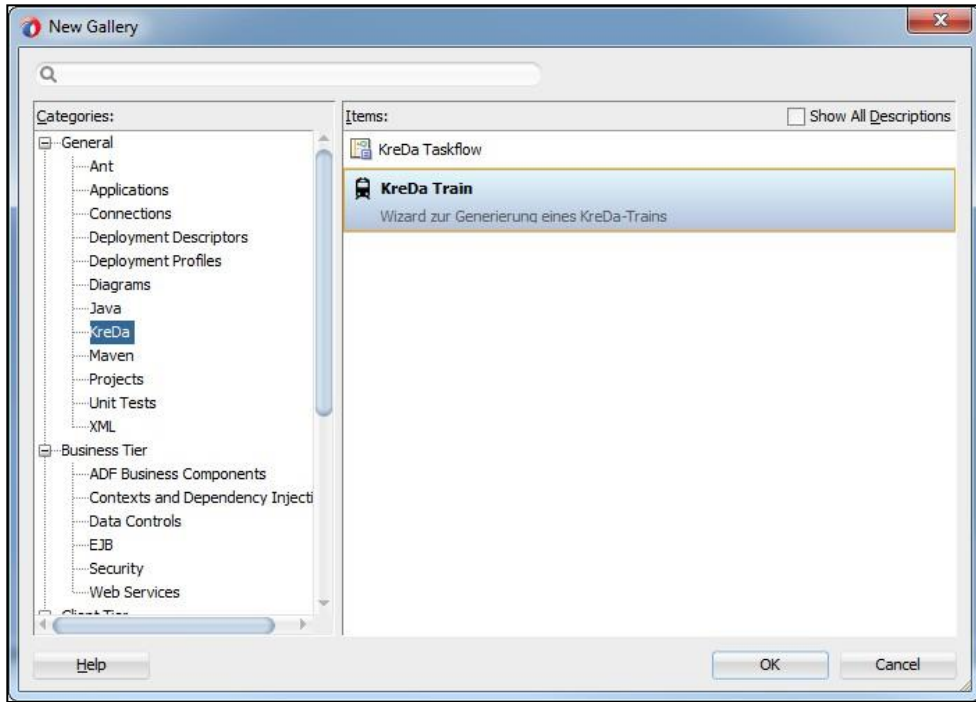 New Gallery
Categories:
General
Ant
Applications
Connections
Deployment Descriptors
Deployment Profiles
Diagrams
Java
KreDa
Maven
Projects
Unit Tests
XML
Business Tier
ADF Business Components
Contexts and Dependency Injecti
Data Controls
EJB
Security
Web Services
Client Tier
Items:
Show All Descriptions
KreDa Taskflow
KreDa Train
Wizard zur Generierung eines KreDa-Trains
Help
OK
Cancel